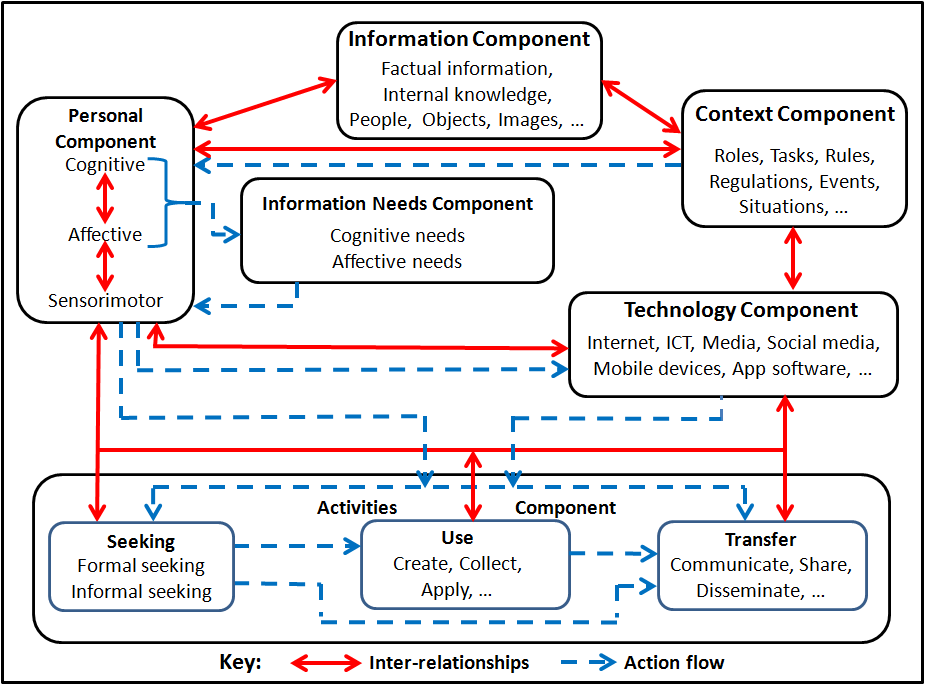 Information Component
Factual information,
Internal knowledge,
People, Objects, Images, ...
Personal
Component
Cognitive
Affective
Sensorimotor
Context Component
Roles, Tasks, Rules,
Regulations, Events,
Situations, ...
Information Needs Component
Cognitive needs
Affective needs
Technology Component
Internet, ICT, Media, Social media,
Mobile devices, App software, ...
Activities Component
Seeking
Formal seeking
Informal seeking
Use
Create, Collect,
Apply, ...
Transfer
Communicate, Share,
Disseminate, ...
Key: Inter-relationships Action flow